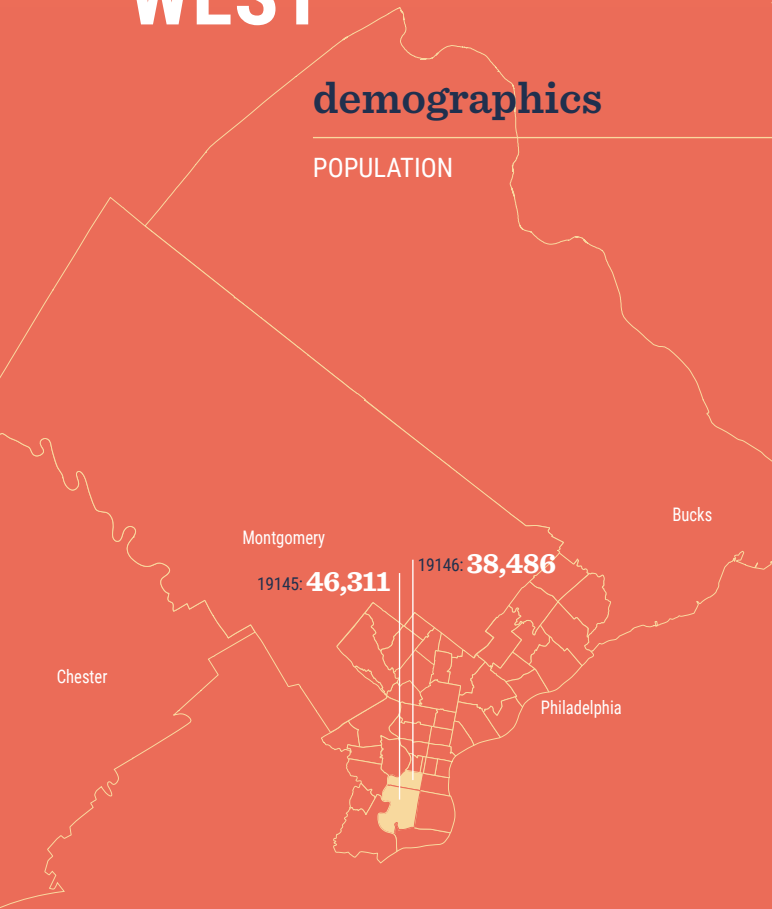 WEST
demographics
POPULATION
Bucks
Montgomery
19146: 38,486
19145: 46,311
Chester
Philadelphia